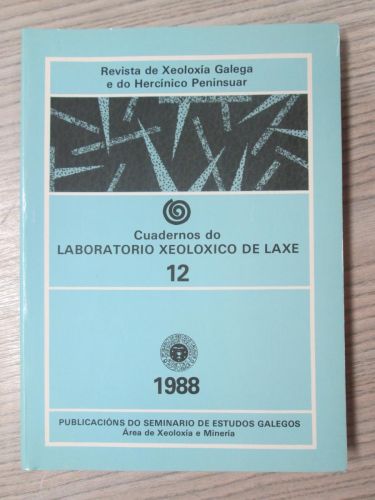 Revista de Xeoloxía Galega
e do Hercínico Peninsuar
Cuadernos do
LABORATORIO XEOLOXICO DE LAXE
12
1988
PUBLICACIÓNS DO SEMINARIO DE ESTUDOS GALEGOS
Área de Xeoloxía e Minería